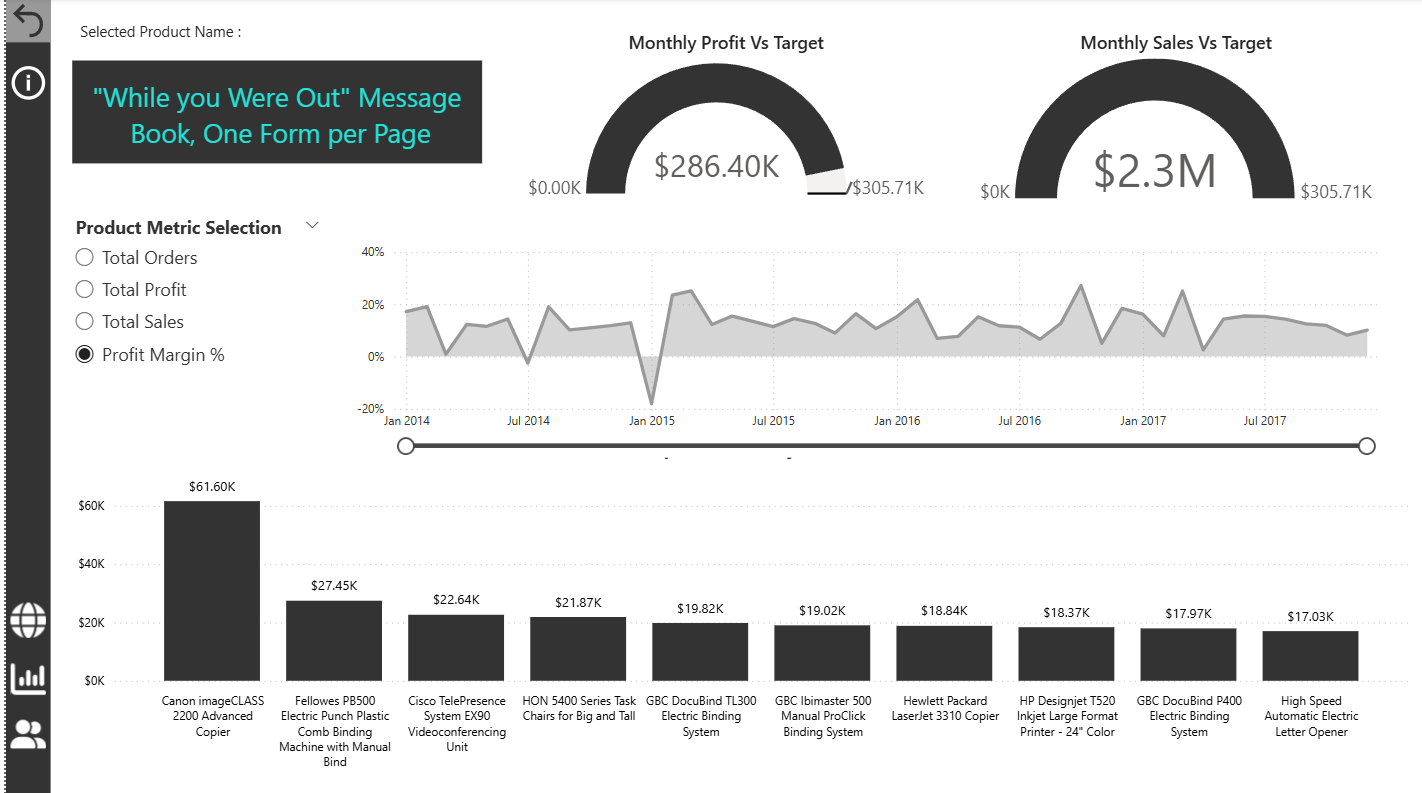 Selected Product Name :
"While you Were Out" Message
Book, One Form per Page
Monthly Profit Vs Target
$286.40K
$0.00K
$305.71K
Monthly Sales Vs Target
$2.3M
$0K
$305.71K
Product Metric Selection
Total Orders
Total Profit
Total Sales
Profit Margin %
40%
20%
0%
-20%
Jan 2014
Jul 2014
Jan 2015
Jul 2015
Jan 2016
Jul 2016
Jan 2017
Jul 2017
$60K
$40K
$20K
$0K
$61.60K
$27.45K
$22.64K
$21.87K
$19.82K
$19.02K
$18.84K
$18.37K
$17.97K
$17.03K
Canon imageCLASS
2200 Advanced
Copier
Fellowes PB500
Electric Punch Plastic
Comb Binding
Machine with Manual
Bind
Cisco TelePresence
System EX90
Videoconferencing
Unit
HON 5400 Series Task
Chairs for Big and Tall
GBC DocuBind TL300
Electric Binding
System
GBC Ibimaster 500
Manual ProClick
Binding System
Hewlett Packard
LaserJet 3310 Copier
HP Designjet T520
Inkjet Large Format
Printer - 24" Color
GBC DocuBind P400
Electric Binding
System
High Speed
Automatic Electric
Letter Opener